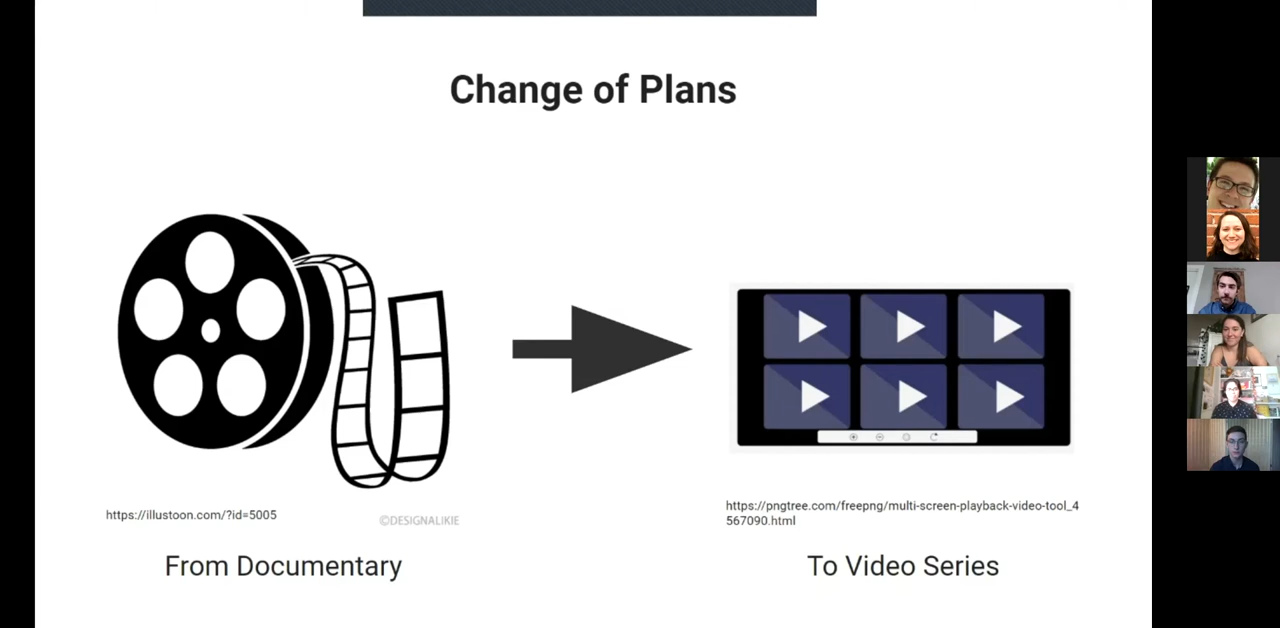 Change of Plans
https://illustoon.com/?id=5005
©DESIGNALIKIE
https://pngtree.com/freepng/multi-screen-playback-video-tool_4
567090.html
From Documentary
To Video Series